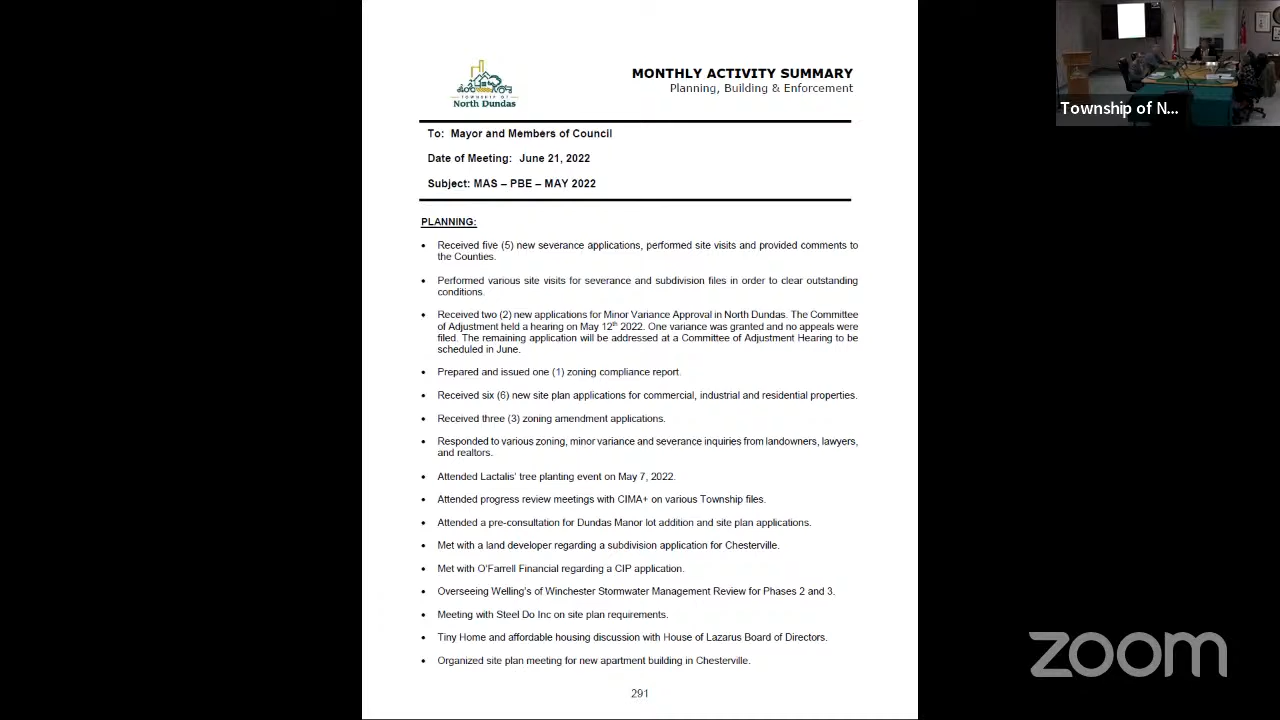 TOWNSHIP OF
North Dundas
MONTHLY ACTIVITY SUMMARY
Planning, Building & Enforcement
To: Mayor and Members of Council
Date of Meeting: June 21, 2022
Subject: MAS – PBE – MAY 2022
PLANNING:
• Received five (5) new severance applications, performed site visits and provided comments to
the Counties.
• Performed various site visits for severance and subdivision files in order to clear outstanding
conditions.
• Received two (2) new applications for Minor Variance Approval in North Dundas. The Committee
of Adjustment held a hearing on May 12th 2022. One variance was granted and no appeals were
filed. The remaining application will be addressed at a Committee of Adjustment Hearing to be
scheduled in June.
• Prepared and issued one (1) zoning compliance report.
• Received six (6) new site plan applications for commercial, industrial and residential properties.
• Received three (3) zoning amendment applications.
• Responded to various zoning, minor variance and severance inquiries from landowners, lawyers,
and realtors.
• Attended Lactalis' tree planting event on May 7, 2022.
• Attended progress review meetings with CIMA+ on various Township files.
• Attended a pre-consultation for Dundas Manor lot addition and site plan applications.
• Met with a land developer regarding a subdivision application for Chesterville.
• Met with O'Farrell Financial regarding a CIP application.
• Overseeing Welling's of Winchester Stormwater Management Review for Phases 2 and 3.
• Meeting with Steel Do Inc on site plan requirements.
• Tiny Home and affordable housing discussion with House of Lazarus Board of Directors.
• Organized site plan meeting for new apartment building in Chesterville.
291
Township of N...
zoom